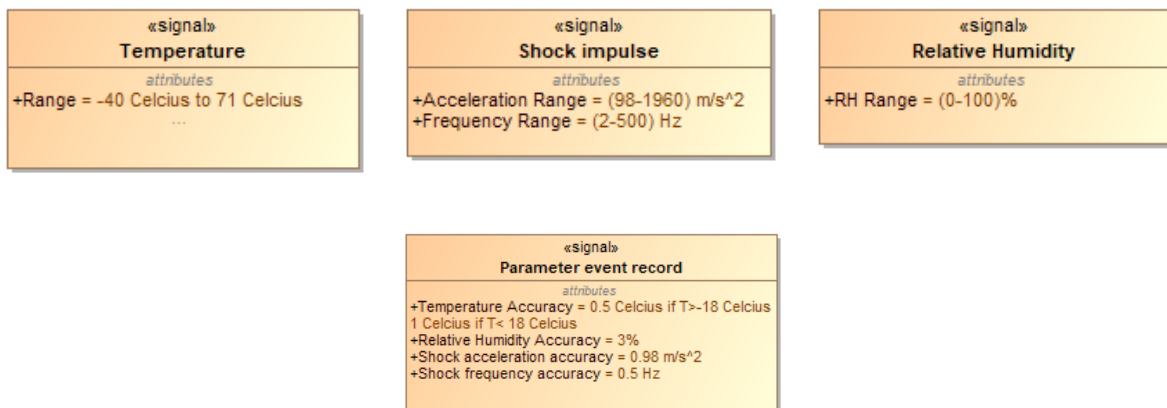 «signal»
Temperature
attributes
+Range = -40 Celcius to 71 Celcius
...
«signal»
Shock impulse
attributes
+Acceleration Range = (98-1960) m/s^2
+Frequency Range = (2-500) Hz
«signal»
Relative Humidity
attributes
+RH Range = (0-100)%
«signal»
Parameter event record
attributes
+Temperature Accuracy = 0.5 Celcius if T>-18 Celcius
1 Celcius if T< 18 Celcius
+Relative Humidity Accuracy = 3%
+Shock acceleration accuracy = 0.98 m/s^2
+Shock frequency accuracy = 0.5 Hz